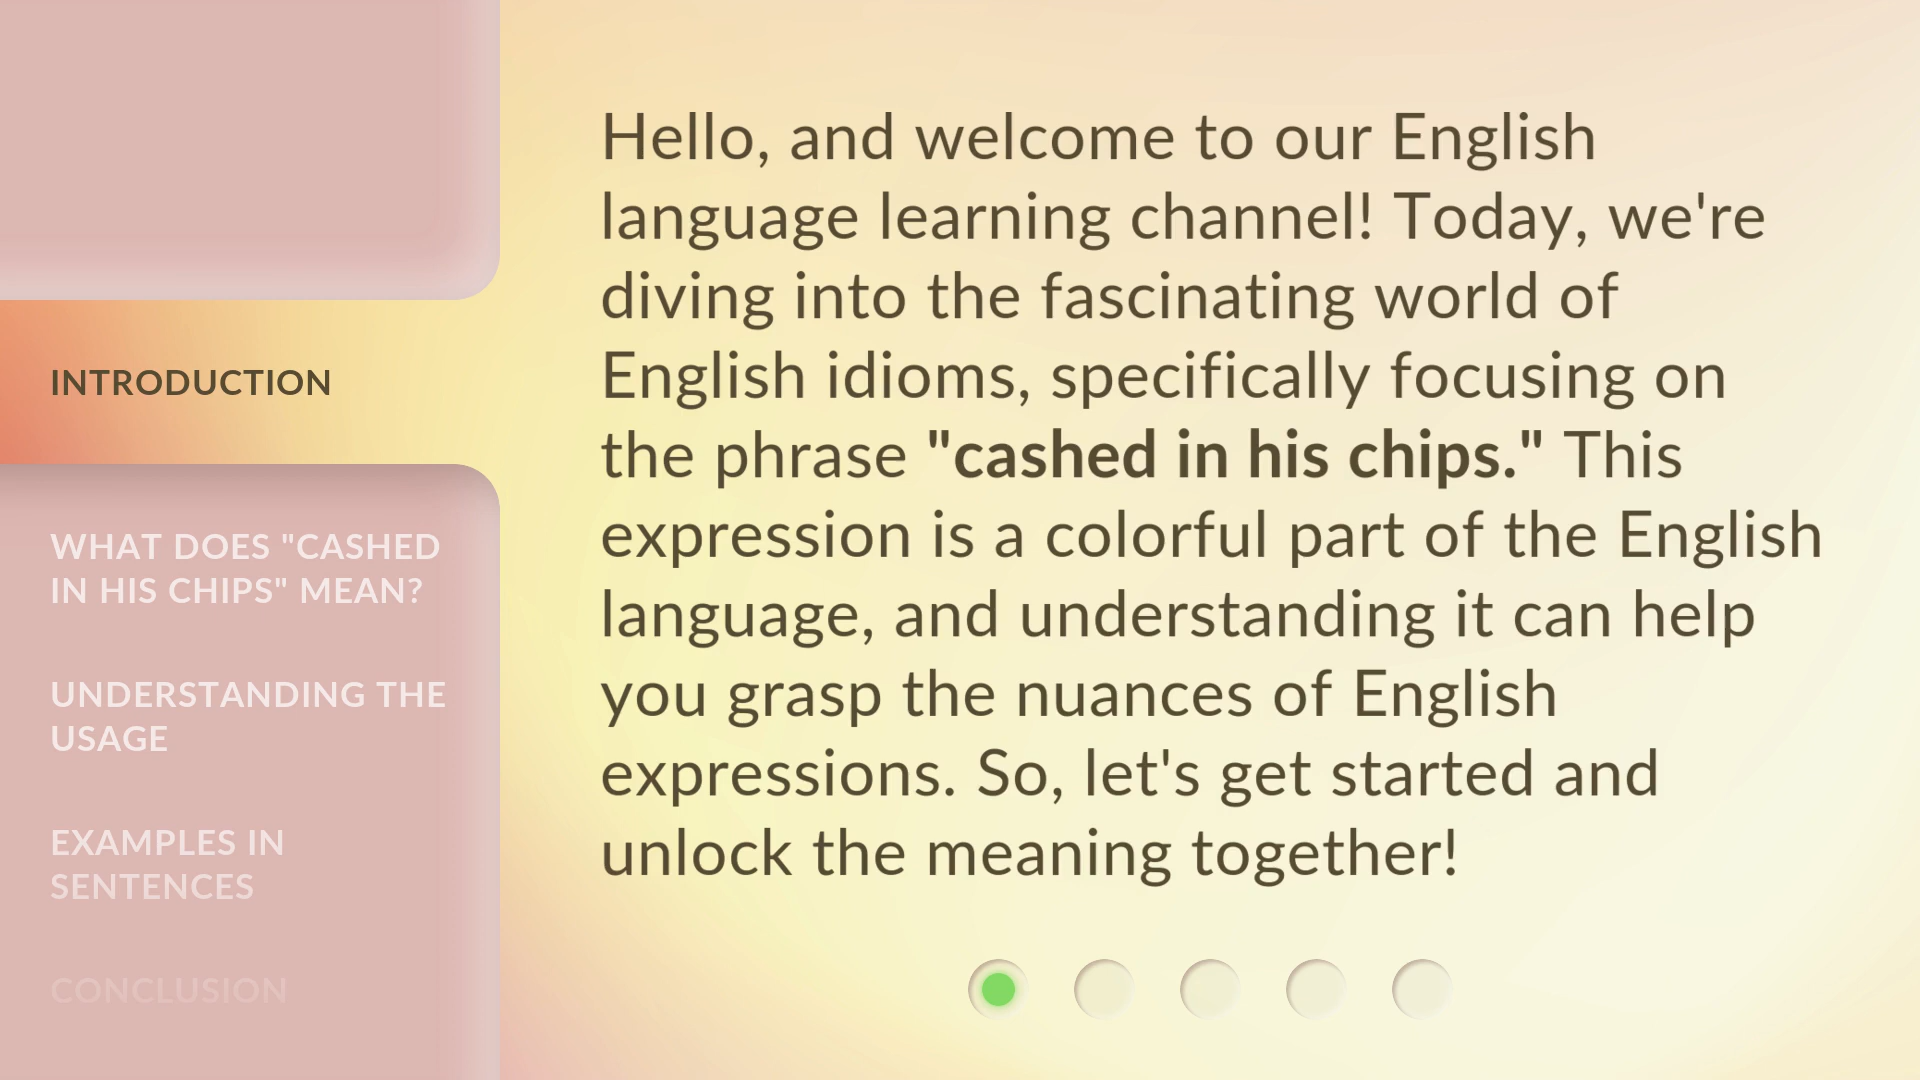 INTRODUCTION
WHAT DOES "CASHED
IN HIS CHIPS" MEAN?
UNDERSTANDING THE
USAGE
EXAMPLES IN
SENTENCES
CONCLUSION
Hello, and welcome to our English
language learning channel! Today, we're
diving into the fascinating world of
English idioms, specifically focusing on
the phrase "cashed in his chips." This
expression is a colorful part of the English
language, and understanding it can help
you grasp the nuances of English
expressions. So, let's get started and
unlock the meaning together!